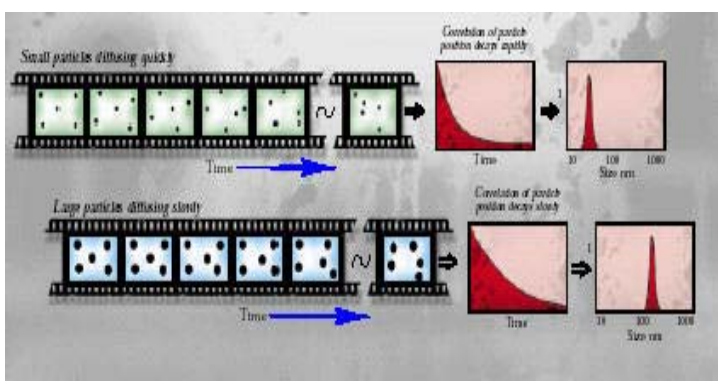 Small particles diffusing quickly
Correlation of particle
position decays rapidly
Time
Time
1
10 100 1000
Size nm
Large particles diffusing slowly
Correlation of particle
position decays slowly
Time
Time
1
10 100 1000
Size nm